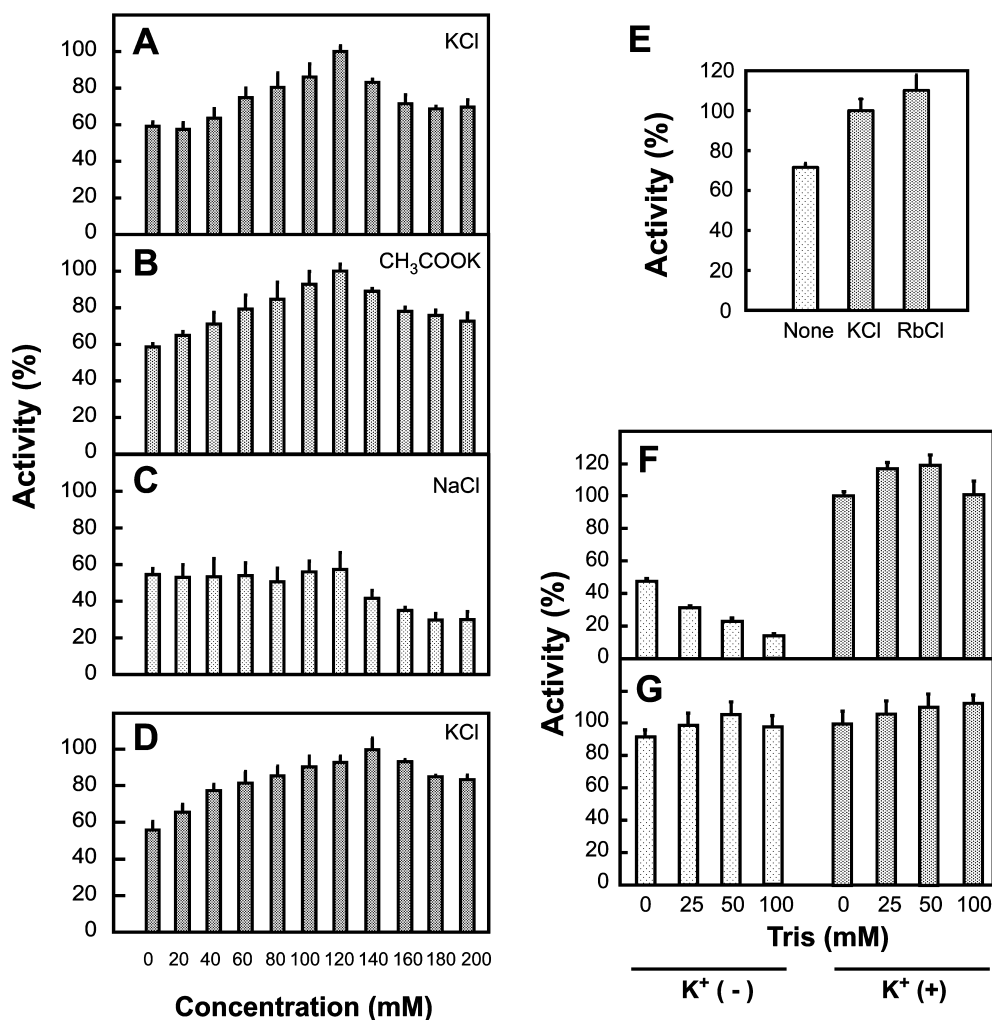 A
KCl
100
80
60
40
20
0
B
CH₃COOK
100
80
60
40
20
0
C
NaCl
100
80
60
40
20
0
Activity (%)
D
KCl
100
80
60
40
20
0
0 20 40 60 80 100 120 140 160 180 200
Concentration (mM)
E
120
100
80
60
40
20
0
Activity (%)
None KCl RbCl
F
120
100
80
60
40
20
0
G
100
80
60
40
20
0
Activity (%)
0 25 50 100 0 25 50 100
Tris (mM)
K⁺ ( - ) K⁺ (+)